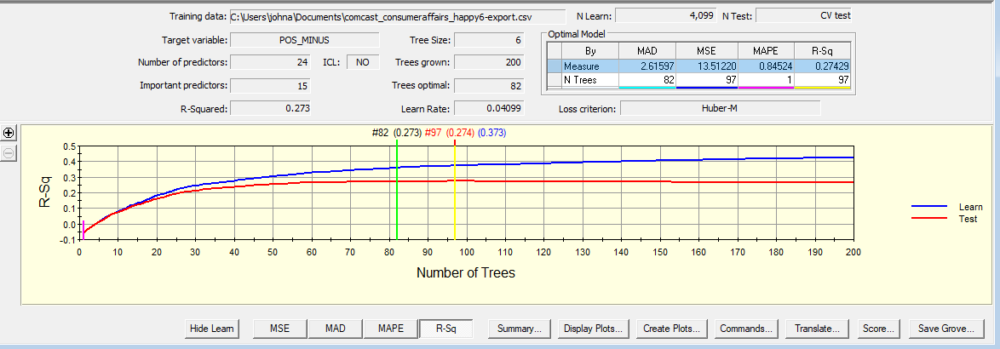 Training data: C:\Users\johna\Documents\comcast_consumeraffairs_happy6-export.csv N Learn: 4,099 N Test: CV test
Target variable: POS_MINUS Tree Size: 6
Number of predictors: 24 ICL: NO Trees grown: 200
Important predictors: 15 Trees optimal: 82
R-Squared: 0.273 Learn Rate: 0.04099 Loss criterion: Huber-M
Optimal Model
By MAD MSE MAPE R-Sq
Measure 2.61597 13.51220 0.84524 0.27429
N Trees 82 97 1 97
#82 (0.273) #97 (0.274) (0.373)
R-Sq
0.5
0.4
0.3
0.2
0.1
0.0
-0.1
0 10 20 30 40 50 60 70 80 90 100 110 120 130 140 150 160 170 180 190 200
Number of Trees
Learn
Test
Hide Learn MSE MAD MAPE R-Sq Summary... Display Plots... Create Plots... Commands... Translate... Score... Save Grove...